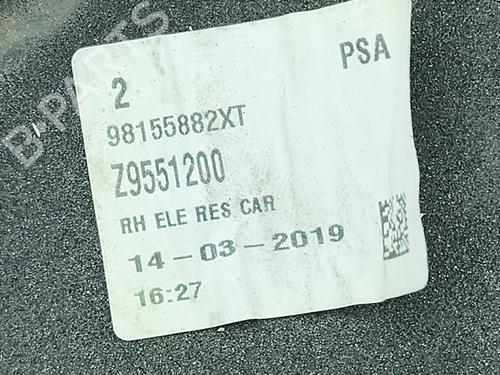 B-PARTS
2
PSA
98155882XT
Z9551200
RH ELE RES CAR
14-03-2019
16:27